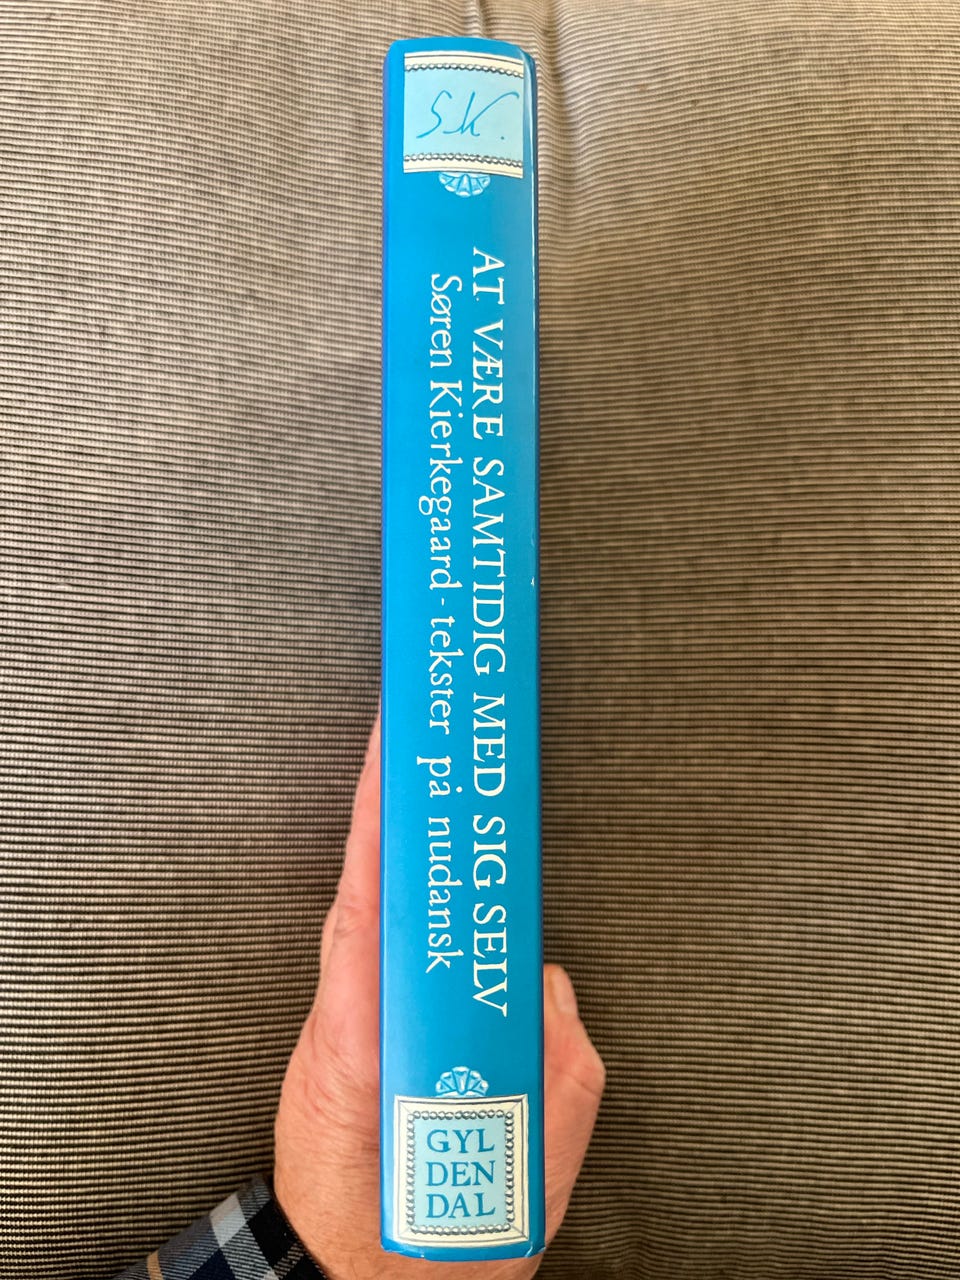 S.K.
AT VÆRE SAMTIDIG MED SIG SELV
Søren Kierkegaard - tekster på nudansk
GYL
DEN
DAL